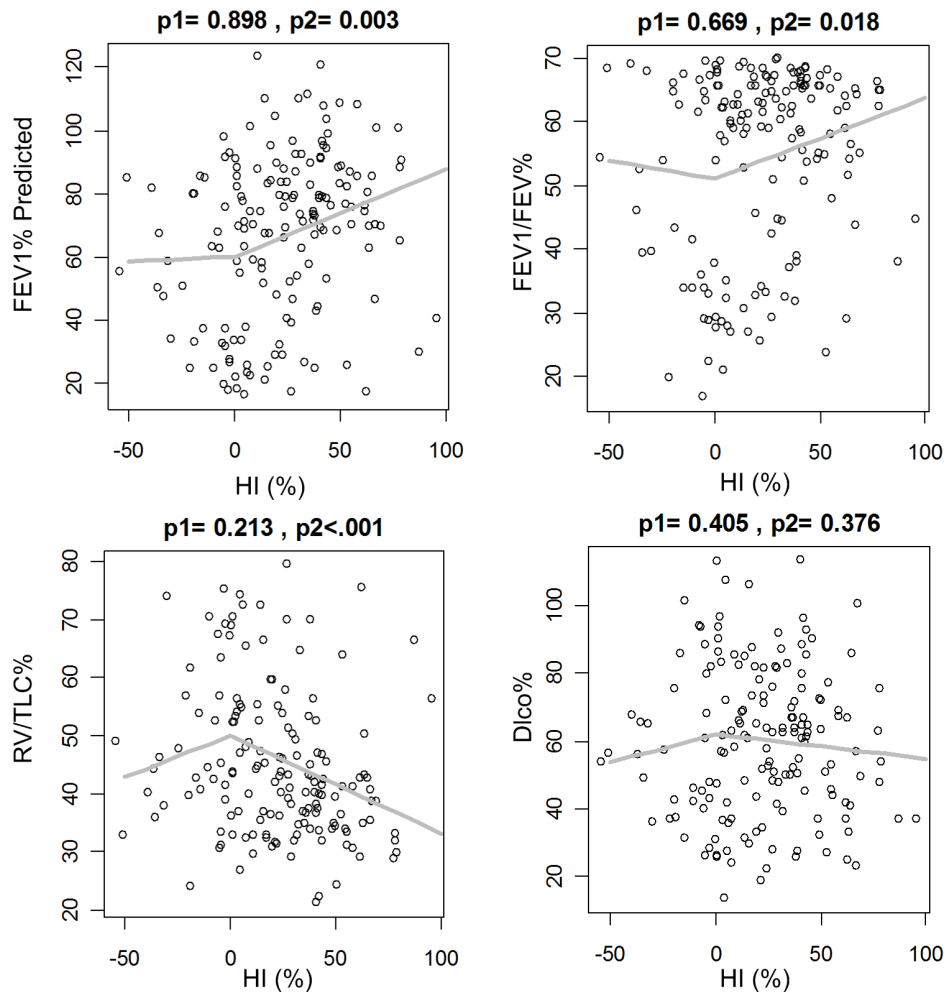 p1= 0.898 , p2= 0.003
FEV1% Predicted
120
100
80
60
40
20
-50 0 50 100
HI (%)
p1= 0.669 , p2= 0.018
FEV1/FEV%
70
60
50
40
30
20
-50 0 50 100
HI (%)
p1= 0.213 , p2<.001
RV/TLC%
80
70
60
50
40
30
20
-50 0 50 100
HI (%)
p1= 0.405 , p2= 0.376
Dlco%
100
80
60
40
20
-50 0 50 100
HI (%)